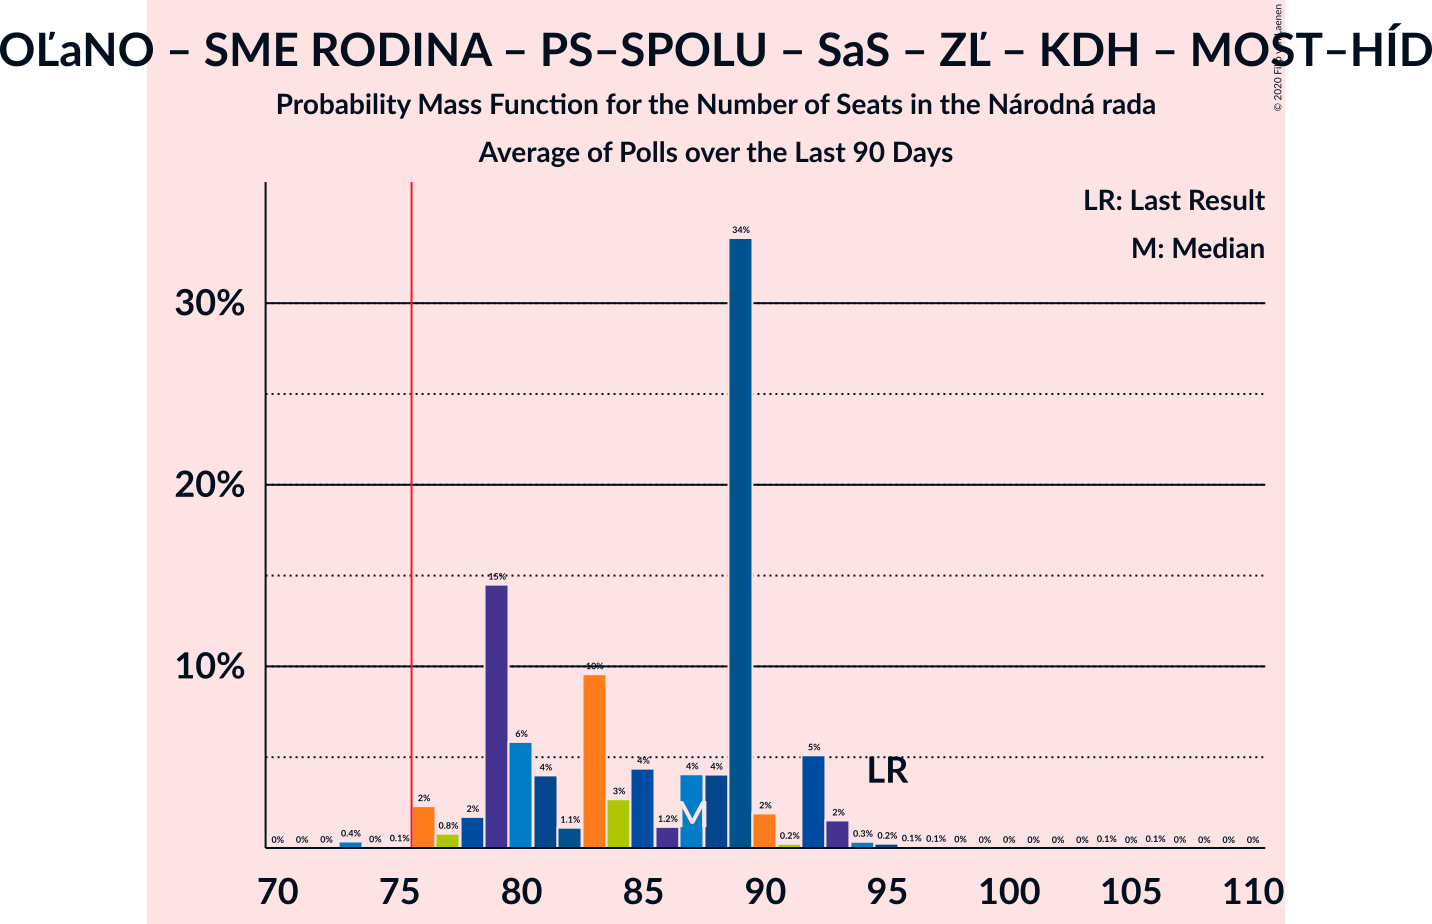 OĽaNO – SME RODINA – PS–SPOLU – SaS – ZĽ – KDH – MOST–HÍD
Probability Mass Function for the Number of Seats in the Národná rada
Average of Polls over the Last 90 Days
© 2020
LR: Last Result
M: Median
34%
30%
20%
15%
10%
10%
6%
5%
4%
4%
4%
4%
LR
2%
0.8%
2%
1.1%
3%
1.2%
M
2%
0.2%
2%
0% 0% 0% 0.4% 0% 0.1%
0.3% 0.2% 0.1% 0.1% 0% 0% 0% 0% 0% 0% 0.1% 0% 0.1% 0% 0% 0% 0%
70 75 80 85 90 95 100 105 110